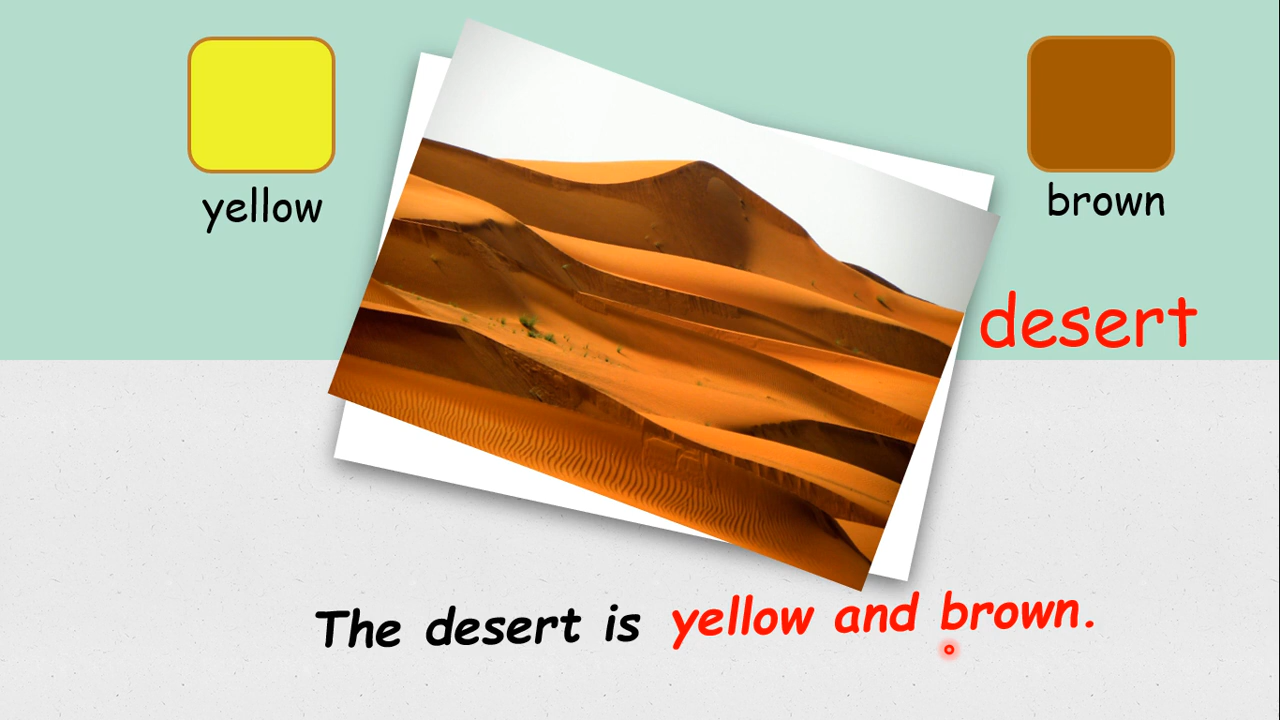 yellow
brown
desert
The desert is yellow and brown.